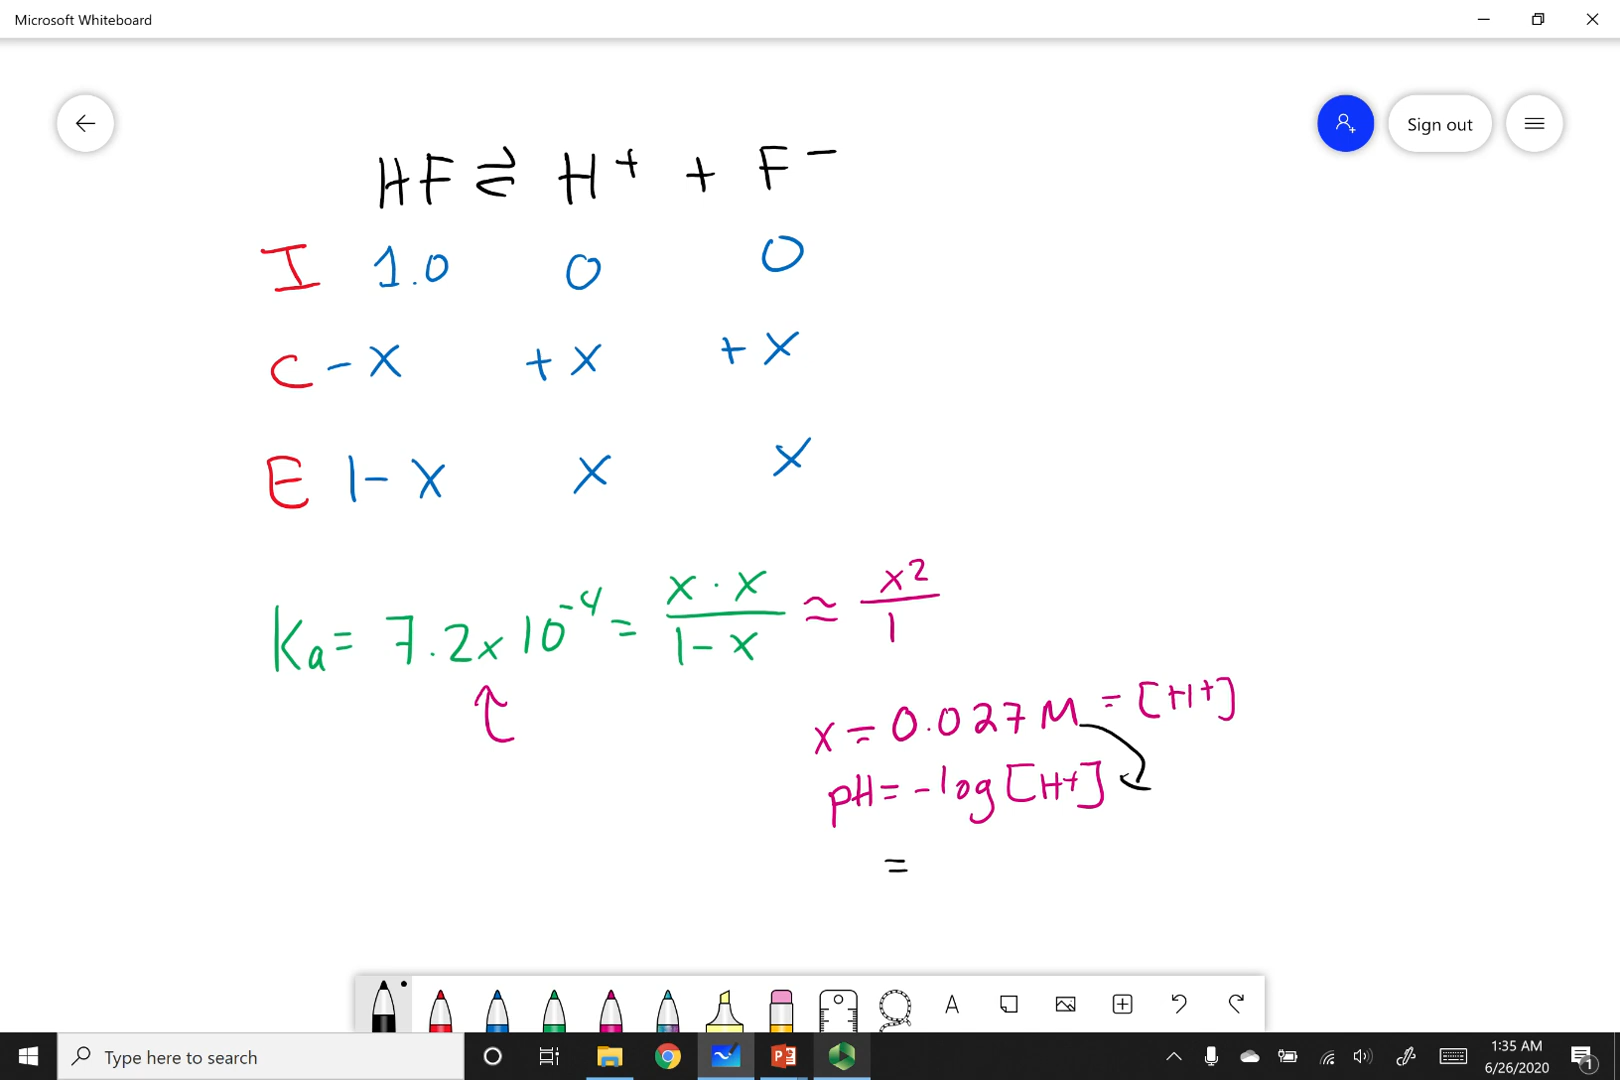 Microsoft Whiteboard
Sign out
HF ⇌ H⁺ + F⁻
I 1.0 0 0
C -x +x +x
E 1-x x x
Ka = 7.2x10⁻⁴ = x·x/1-x ≈ x²/1
x = 0.027 M = [H+]
pH = -log [H+]
=
A
Type here to search
1:35 AM
6/26/2020
1